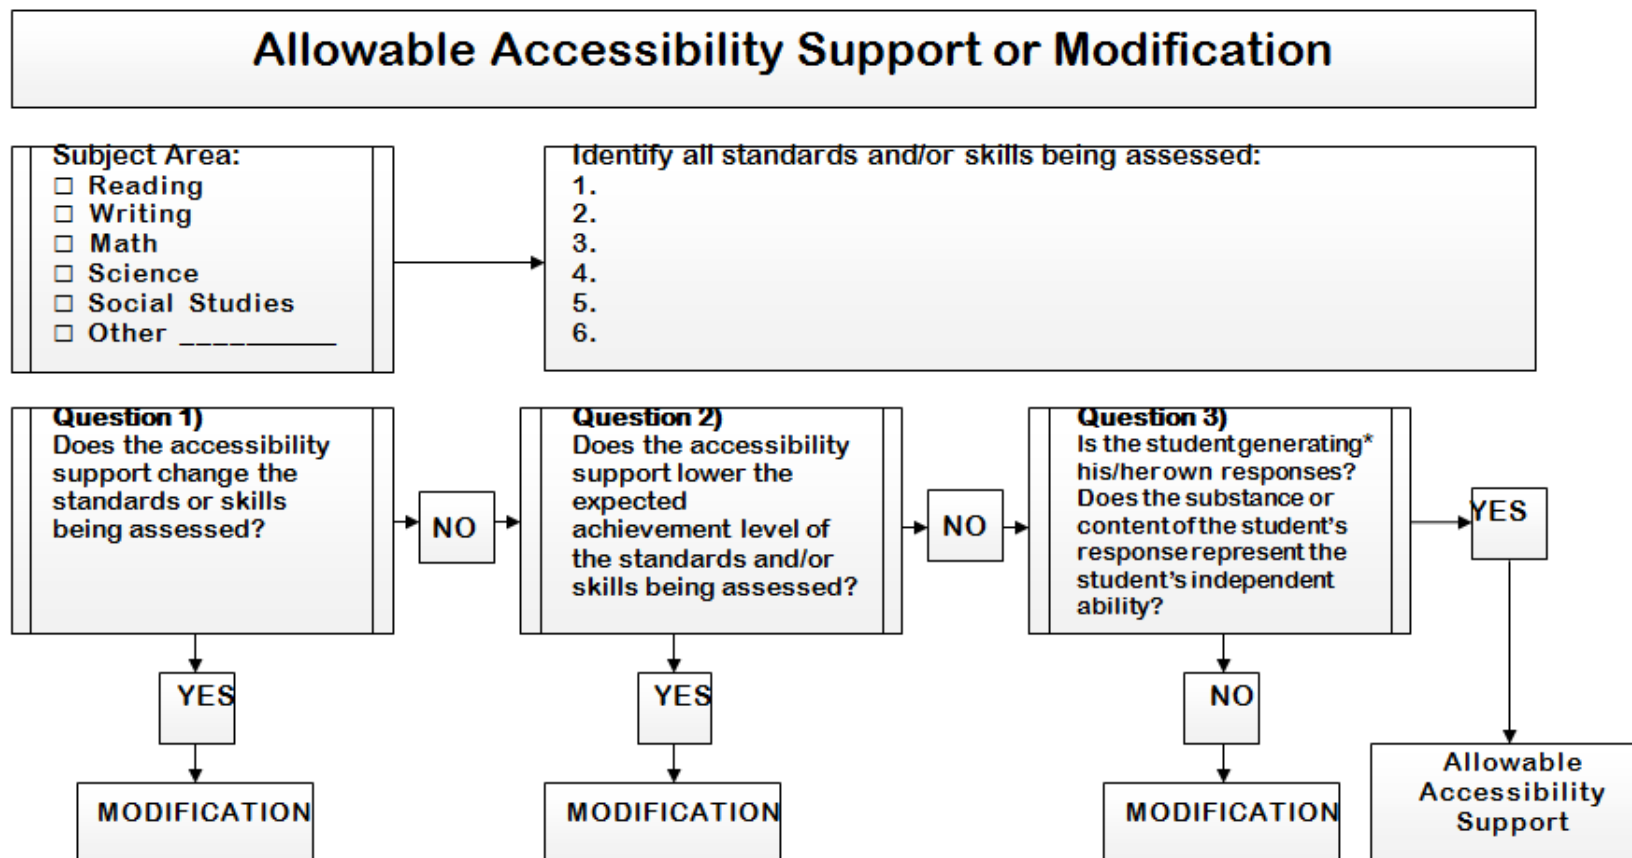 Allowable Accessibility Support or Modification
Subject Area:
☐ Reading
☐ Writing
☐ Math
☐ Science
☐ Social Studies
☐ Other __________
Identify all standards and/or skills being assessed:
1.
2.
3.
4.
5.
6.
Question 1)
Does the accessibility
support change the
standards or skills
being assessed?
NO
Question 2)
Does the accessibility
support lower the
expected
achievement level of
the standards and/or
skills being assessed?
NO
Question 3)
Is the student generating*
his/her own responses?
Does the substance or
content of the student's
response represent the
student's independent
ability?
YES
YES
YES
NO
MODIFICATION
MODIFICATION
MODIFICATION
Allowable
Accessibility
Support